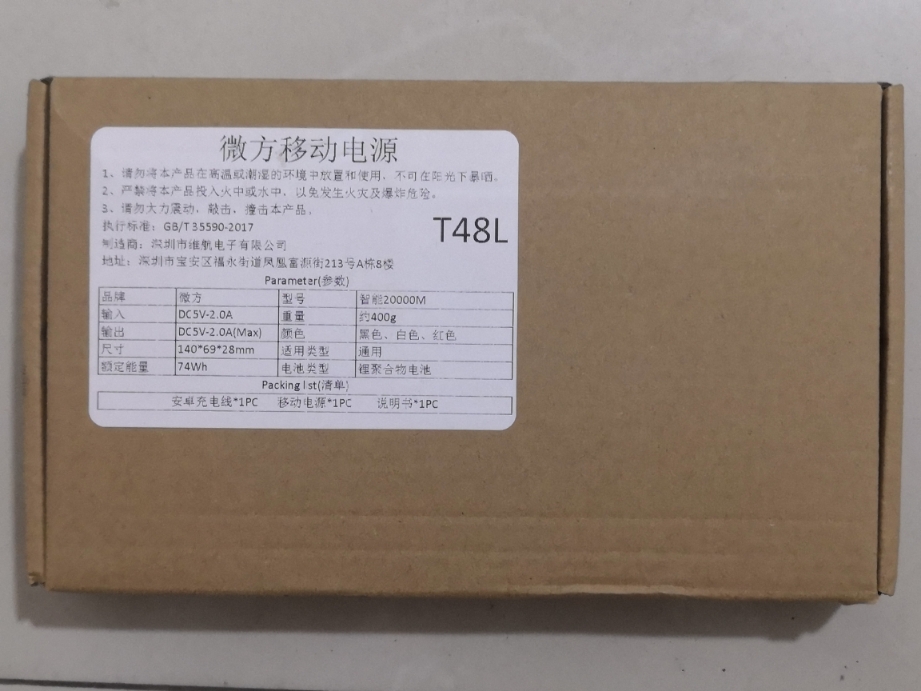 微方移动电源
1、请勿将本产品在高温或潮湿的环境中放置和使用，不可在阳光下暴晒。
2、严禁将本产品投入火中或水中，以免发生火灾及爆炸危险。
3、请勿大力震动，敲击，撞击本产品。
执行标准：GB/T35590-2017
T48L
制造商：深圳市维航电子有限公司
地址：深圳市宝安区福永街道凤凰富源街213号A栋8楼
Parameter(参数)
品牌 微方 型号 智能20000M
输入 DC5V-2.0A 重量 约400g
输出 DC5V-2.0A(Max) 颜色 黑色、白色、红色
尺寸 140*69*28mm 适用类型 通用
额定能量 74Wh 电池类型 锂聚合物电池
Packing lst(清单)
安卓充电线*1PC 移动电源*1PC 说明书*1PC